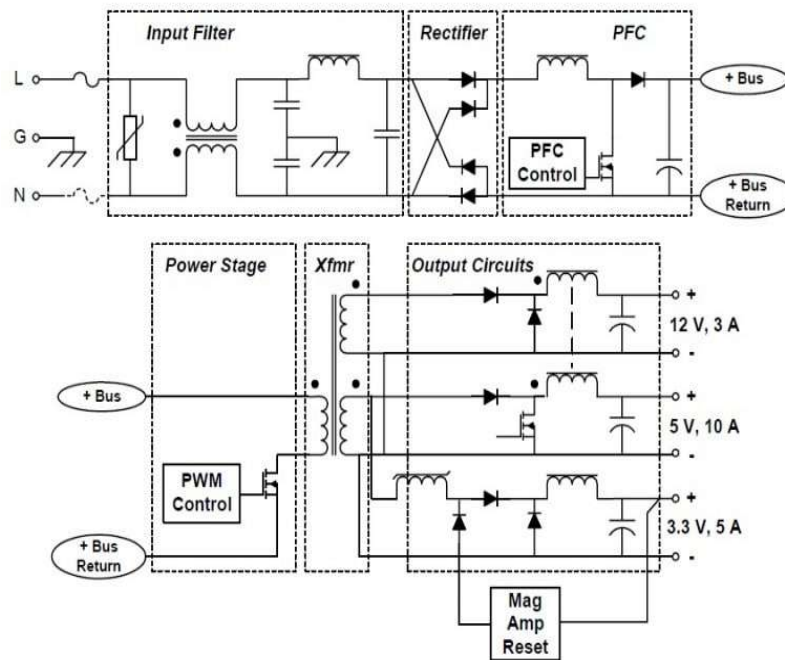 Input Filter
Rectifier
PFC
L
G
N
PFC
Control
+ Bus
+ Bus
Return
Power Stage
Xfmr
Output Circuits
+
12 V, 3 A
-
+ Bus
+
5 V, 10 A
-
PWM
Control
+
3.3 V, 5 A
-
+ Bus
Return
Mag
Amp
Reset